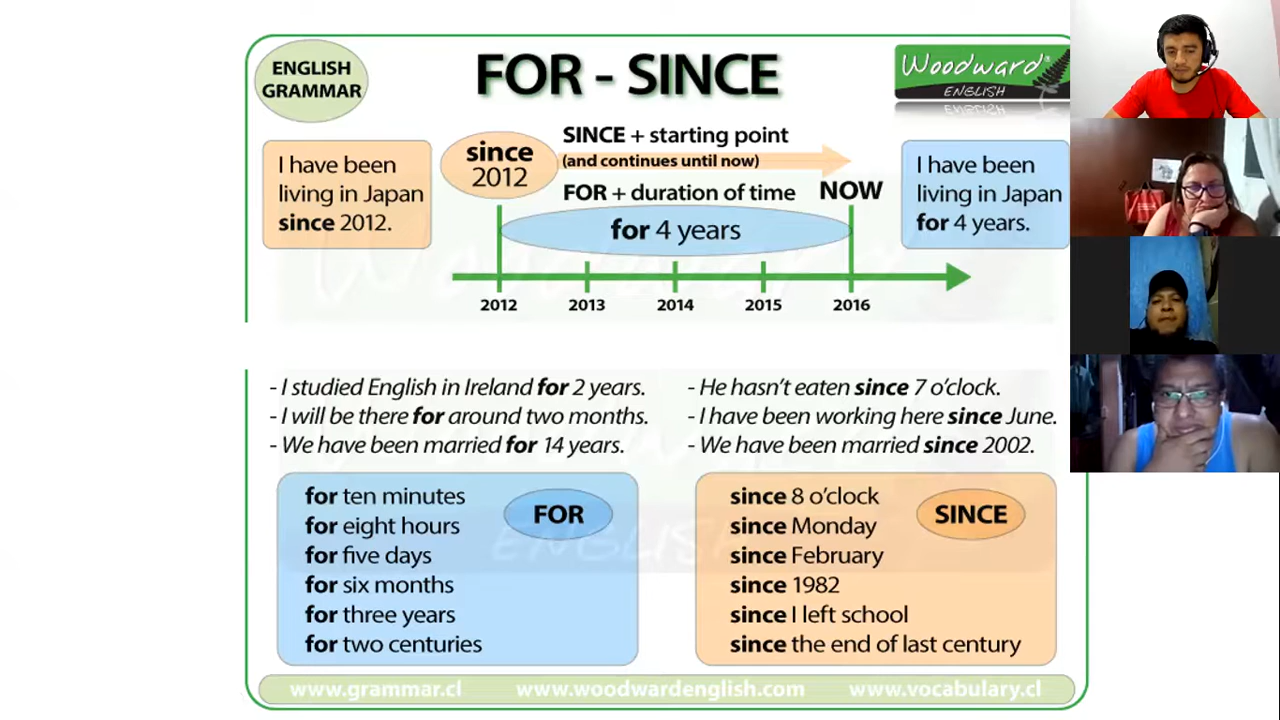 ENGLISH
GRAMMAR
FOR - SINCE
Woodward®
ENGLISH
I have been
living in Japan
since 2012.
since
2012
SINCE + starting point
(and continues until now)
FOR + duration of time
NOW
for 4 years
I have been
living in Japan
for 4 years.
2012 2013 2014 2015 2016
- I studied English in Ireland for 2 years.
- I will be there for around two months.
- We have been married for 14 years.
- He hasn't eaten since 7 o'clock.
- I have been working here since June.
- We have been married since 2002.
FOR
for ten minutes
for eight hours
for five days
for six months
for three years
for two centuries
SINCE
since 8 o'clock
since Monday
since February
since 1982
since I left school
since the end of last century
www.grammar.cl www.woodwardenglish.com www.vocabulary.cl